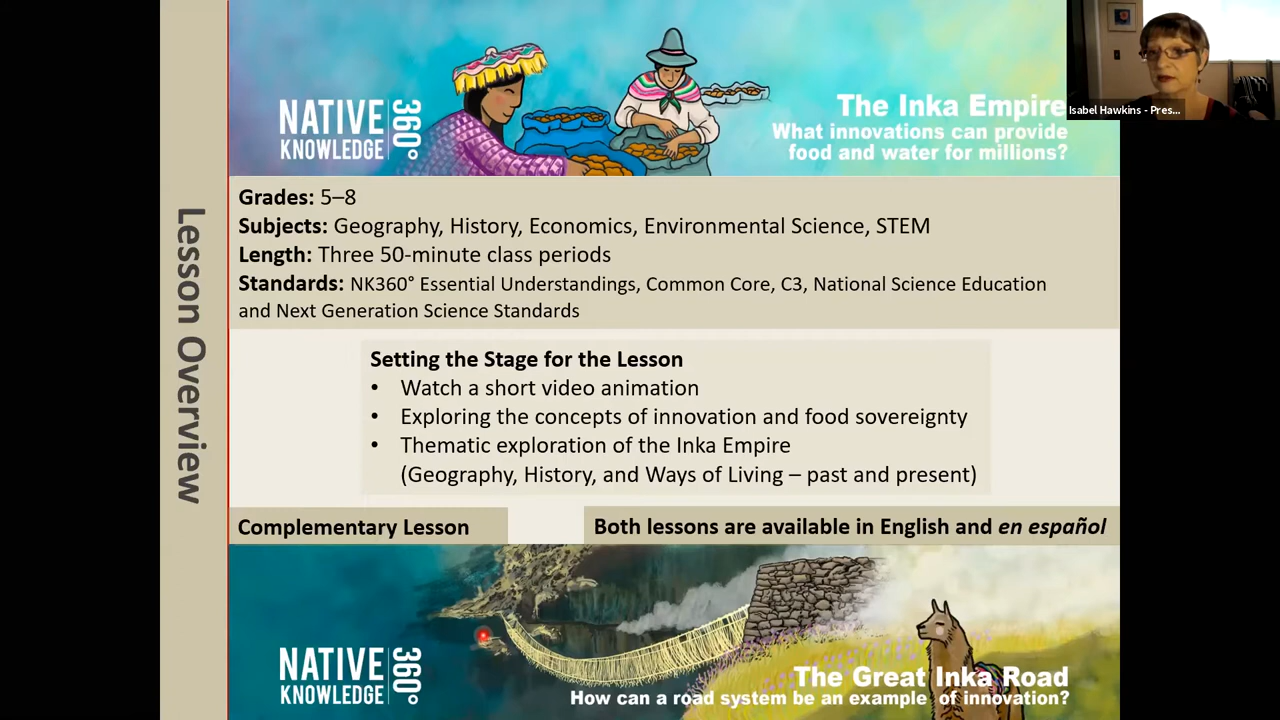 Lesson Overview
NATIVE
KNOWLEDGE
360°
The Inka Empire
What innovations can provide
food and water for millions?
Isabel Hawkins - Pres...
Grades: 5–8
Subjects: Geography, History, Economics, Environmental Science, STEM
Length: Three 50-minute class periods
Standards: NK360° Essential Understandings, Common Core, C3, National Science Education
and Next Generation Science Standards
Setting the Stage for the Lesson
• Watch a short video animation
• Exploring the concepts of innovation and food sovereignty
• Thematic exploration of the Inka Empire
(Geography, History, and Ways of Living – past and present)
Complementary Lesson
Both lessons are available in English and en español
NATIVE
KNOWLEDGE
360°
The Great Inka Road
How can a road system be an example of innovation?